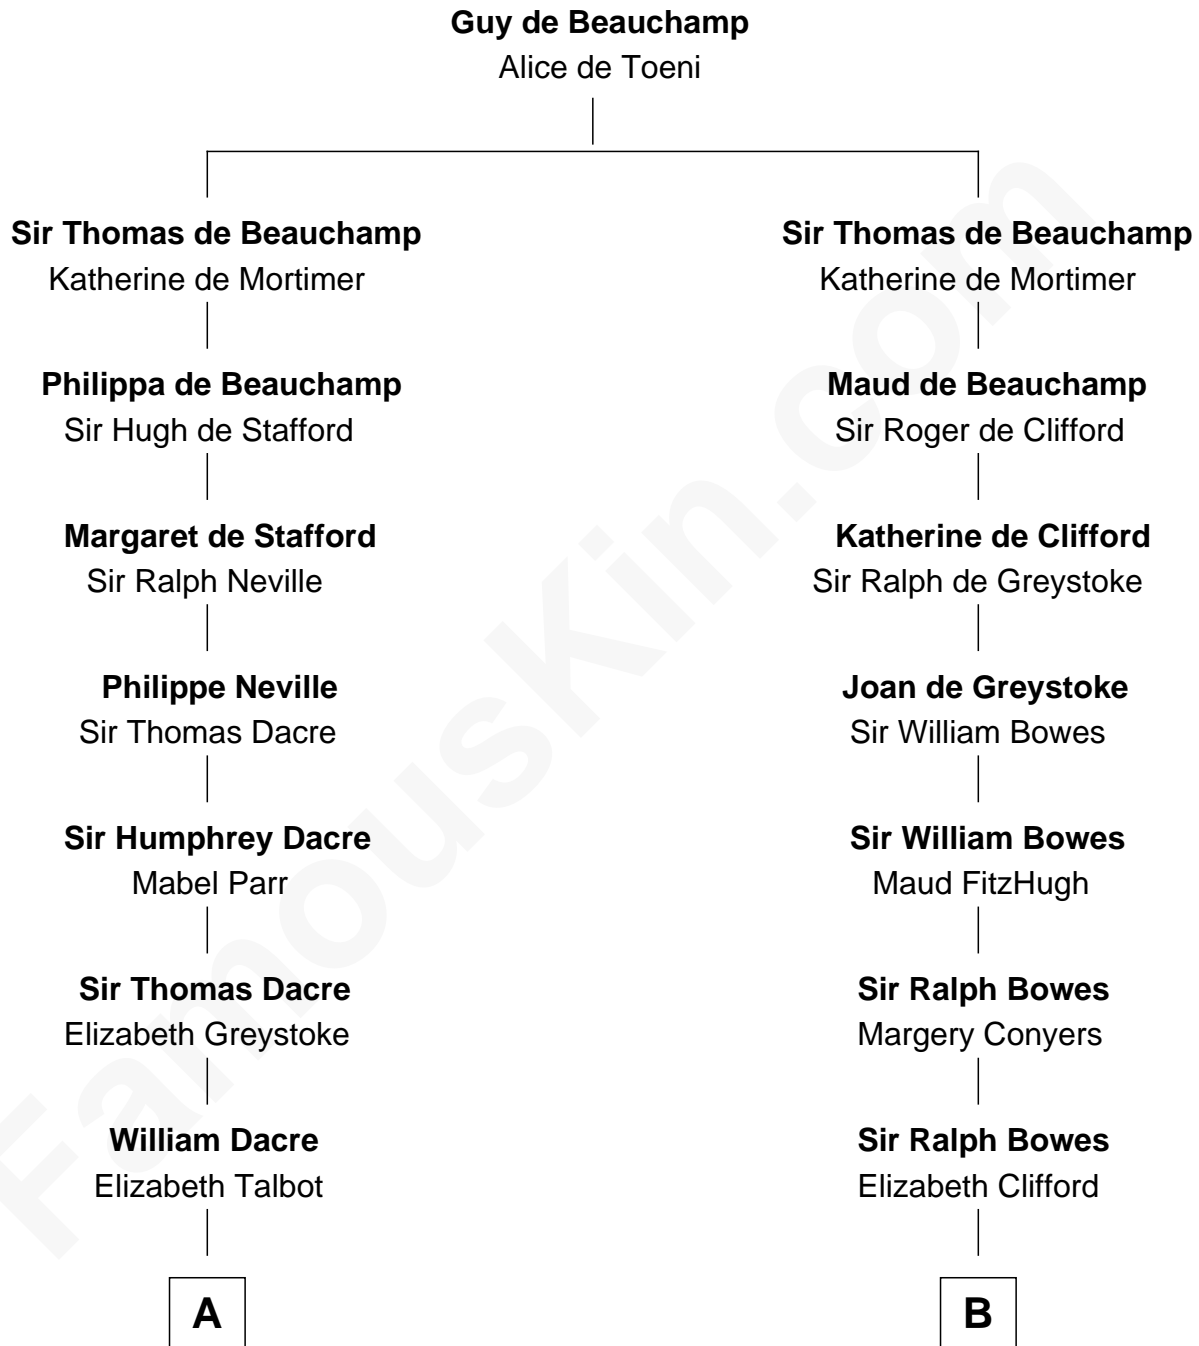 Guy de Beauchamp
Alice de Toeni
Sir Thomas de Beauchamp
Katherine de Mortimer
Philippa de Beauchamp
Sir Hugh de Stafford
Margaret de Stafford
Sir Ralph Neville
Philippe Neville
Sir Thomas Dacre
Sir Humphrey Dacre
Mabel Parr
Sir Thomas Dacre
Elizabeth Greystoke
William Dacre
Elizabeth Talbot
A
Sir Thomas de Beauchamp
Katherine de Mortimer
Maud de Beauchamp
Sir Roger de Clifford
Katherine de Clifford
Sir Ralph de Greystoke
Joan de Greystoke
Sir William Bowes
Sir William Bowes
Maud FitzHugh
Sir Ralph Bowes
Margery Conyers
Sir Ralph Bowes
Elizabeth Clifford
B
FamousKin.com